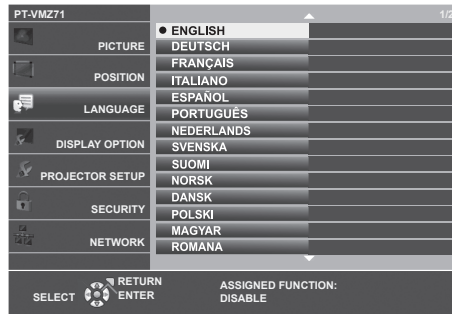 PT-VMZ71
1/2
PICTURE
POSITION
LANGUAGE
DISPLAY OPTION
PROJECTOR SETUP
SECURITY
NETWORK
ENGLISH
DEUTSCH
FRANÇAIS
ITALIANO
ESPAÑOL
PORTUGUÊS
NEDERLANDS
SVENSKA
SUOMI
NORSK
DANSK
POLSKI
MAGYAR
ROMANA
SELECT
RETURN
ENTER
ASSIGNED FUNCTION:
DISABLE